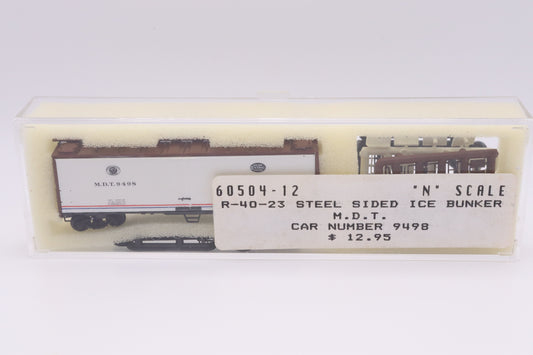 M.D.T. 9498
60504-12 "N" SCALE
R-40-23 STEEL SIDED ICE BUNKER
M.D.T.
CAR NUMBER 9498
$ 12.95